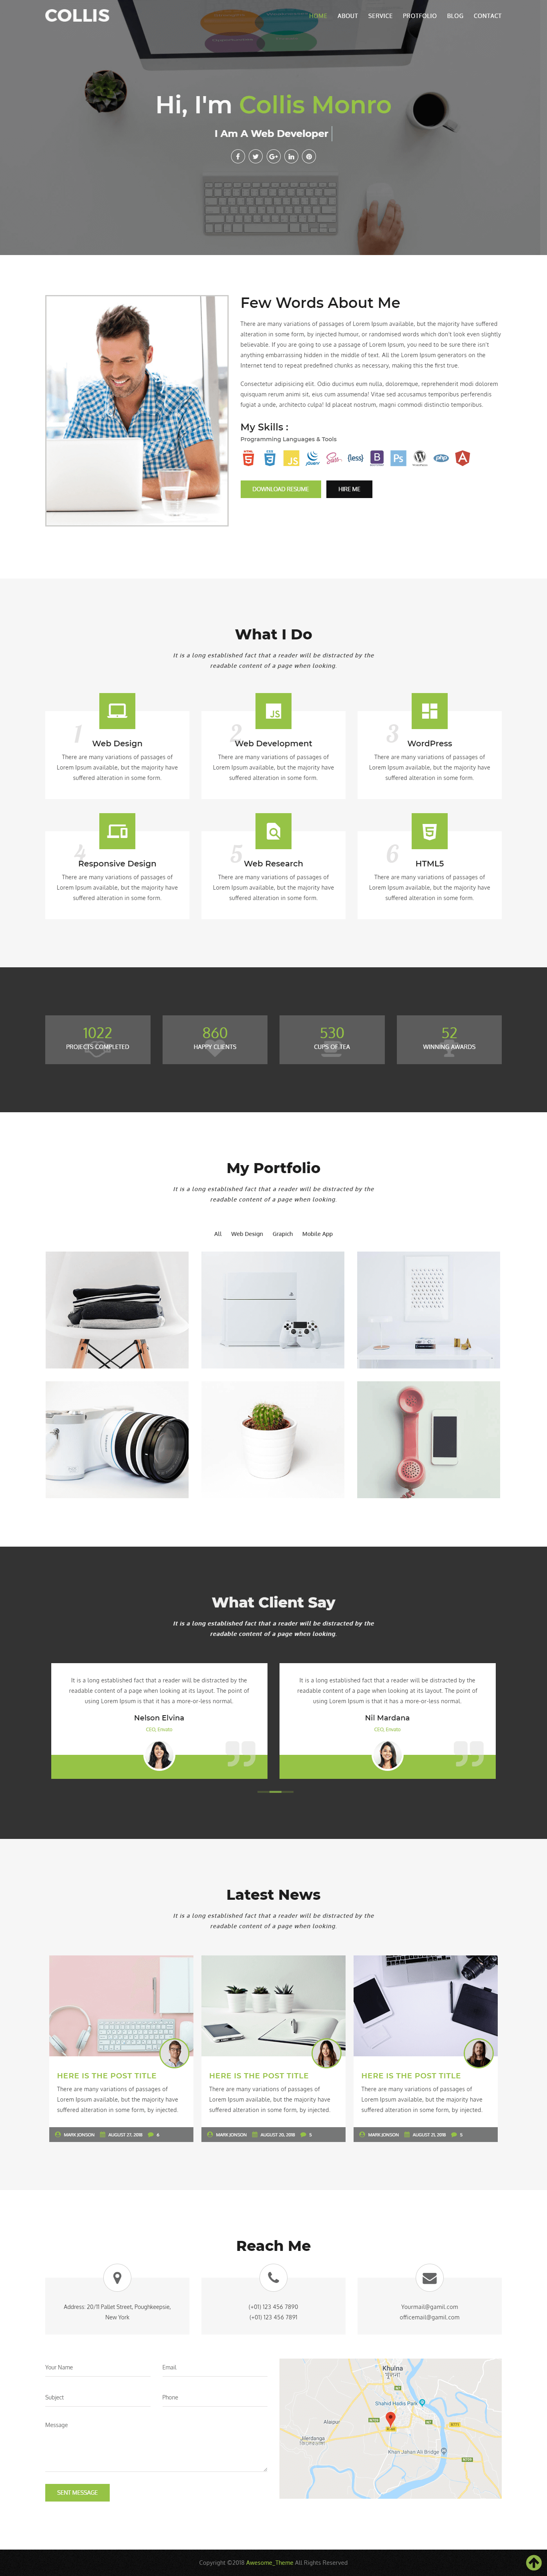 COLLIS
HOME ABOUT SERVICE PROTFOLIO BLOG CONTACT
Hi, I'm Collis Monro
I Am A Web Developer
Few Words About Me
There are many variations of passages of Lorem Ipsum available, but the majority have suffered
alteration in some form, by injected humour, or randomised words which don't look even slightly
believable. If you are going to use a passage of Lorem Ipsum, you need to be sure there isn't
anything embarrassing hidden in the middle of text. All the Lorem Ipsum generators on the
Internet tend to repeat predefined chunks as necessary, making this the first true.
Consectetur adipisicing elit. Odio ducimus eum nulla, doloremque, reprehenderit modi dolorem
quisquam rerum animi sit, eius cum assumenda! Vitae sed accusamus temporibus perferendis
fugiat a unde, architecto culpa! Id placeat nostrum, magni commodi distinctio temporibus.
My Skills :
Programming Languages & Tools
DOWNLOAD RESUME HIRE ME
What I Do
It is a long established fact that a reader will be distracted by the
readable content of a page when looking.
1 2 3
Web Design Web Development WordPress
There are many variations of passages of There are many variations of passages of There are many variations of passages of
Lorem Ipsum available, but the majority have Lorem Ipsum available, but the majority have Lorem Ipsum available, but the majority have
suffered alteration in some form. suffered alteration in some form. suffered alteration in some form.
4 5 6
Responsive Design Web Research HTML5
There are many variations of passages of There are many variations of passages of There are many variations of passages of
Lorem Ipsum available, but the majority have Lorem Ipsum available, but the majority have Lorem Ipsum available, but the majority have
suffered alteration in some form. suffered alteration in some form. suffered alteration in some form.
1022 860 530 52
PROJECTS COMPLETED HAPPY CLIENTS CUPS OF TEA WINNING AWARDS
My Portfolio
It is a long established fact that a reader will be distracted by the
readable content of a page when looking.
All Web Design Grapich Mobile App
What Client Say
It is a long established fact that a reader will be distracted by the
readable content of a page when looking.
It is a long established fact that a reader will be distracted by the It is a long established fact that a reader will be distracted by the
readable content of a page when looking at its layout. The point of readable content of a page when looking at its layout. The point of
using Lorem Ipsum is that it has a more-or-less normal. using Lorem Ipsum is that it has a more-or-less normal.
Nelson Elvina Nil Mardana
CEO, Envato CEO, Envato
Latest News
It is a long established fact that a reader will be distracted by the
readable content of a page when looking
HERE IS THE POST TITLE HERE IS THE POST TITLE HERE IS THE POST TITLE
There are many variations of passages of There are many variations of passages of There are many variations of passages of
Lorem Ipsum available, but the majority have Lorem Ipsum available, but the majority have Lorem Ipsum available, but the majority have
suffered alteration in some form, by injected. suffered alteration in some form, by injected. suffered alteration in some form, by injected.
MARK JONSON AUGUST 27, 2018 6 MARK JONSON AUGUST 20, 2018 5 MARK JONSON AUGUST 21, 2018 5
Reach Me
Address: 20/11 Pallet Street, Poughkeepsie, (+01) 123 456 7890 Yourmail@gamil.com
New York (+01) 123 456 7891 officemail@gamil.com
Your Name Email
Subject Phone
Message
SENT MESSAGE
Khulna
Shahid Hadis Park
Alaipur
Jilerdanga
Khan Jahan Ali Bridge
Copyright ©2018 Awesome_Theme All Rights Reserved